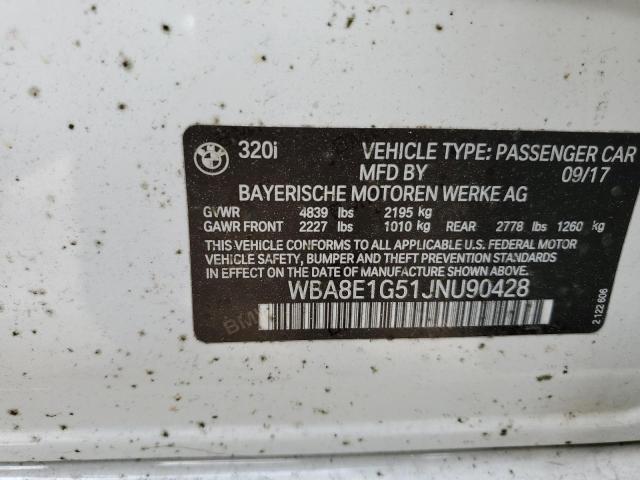 320i VEHICLE TYPE: PASSENGER CAR
MFD BY 09/17
BAYERISCHE MOTOREN WERKE AG
GVWR 4839 lbs 2195 kg
GAWR FRONT 2227 lbs 1010 kg REAR 2778 lbs 1260 kg
THIS VEHICLE CONFORMS TO ALL APPLICABLE U.S. FEDERAL MOTOR
VEHICLE SAFETY, BUMPER AND THEFT PREVENTION STANDARDS
IN EFFECT ON THE DATE OF MANUFACTURE SHOWN ABOVE.
WBA8E1G51JNU90428
2 122 606
BMW